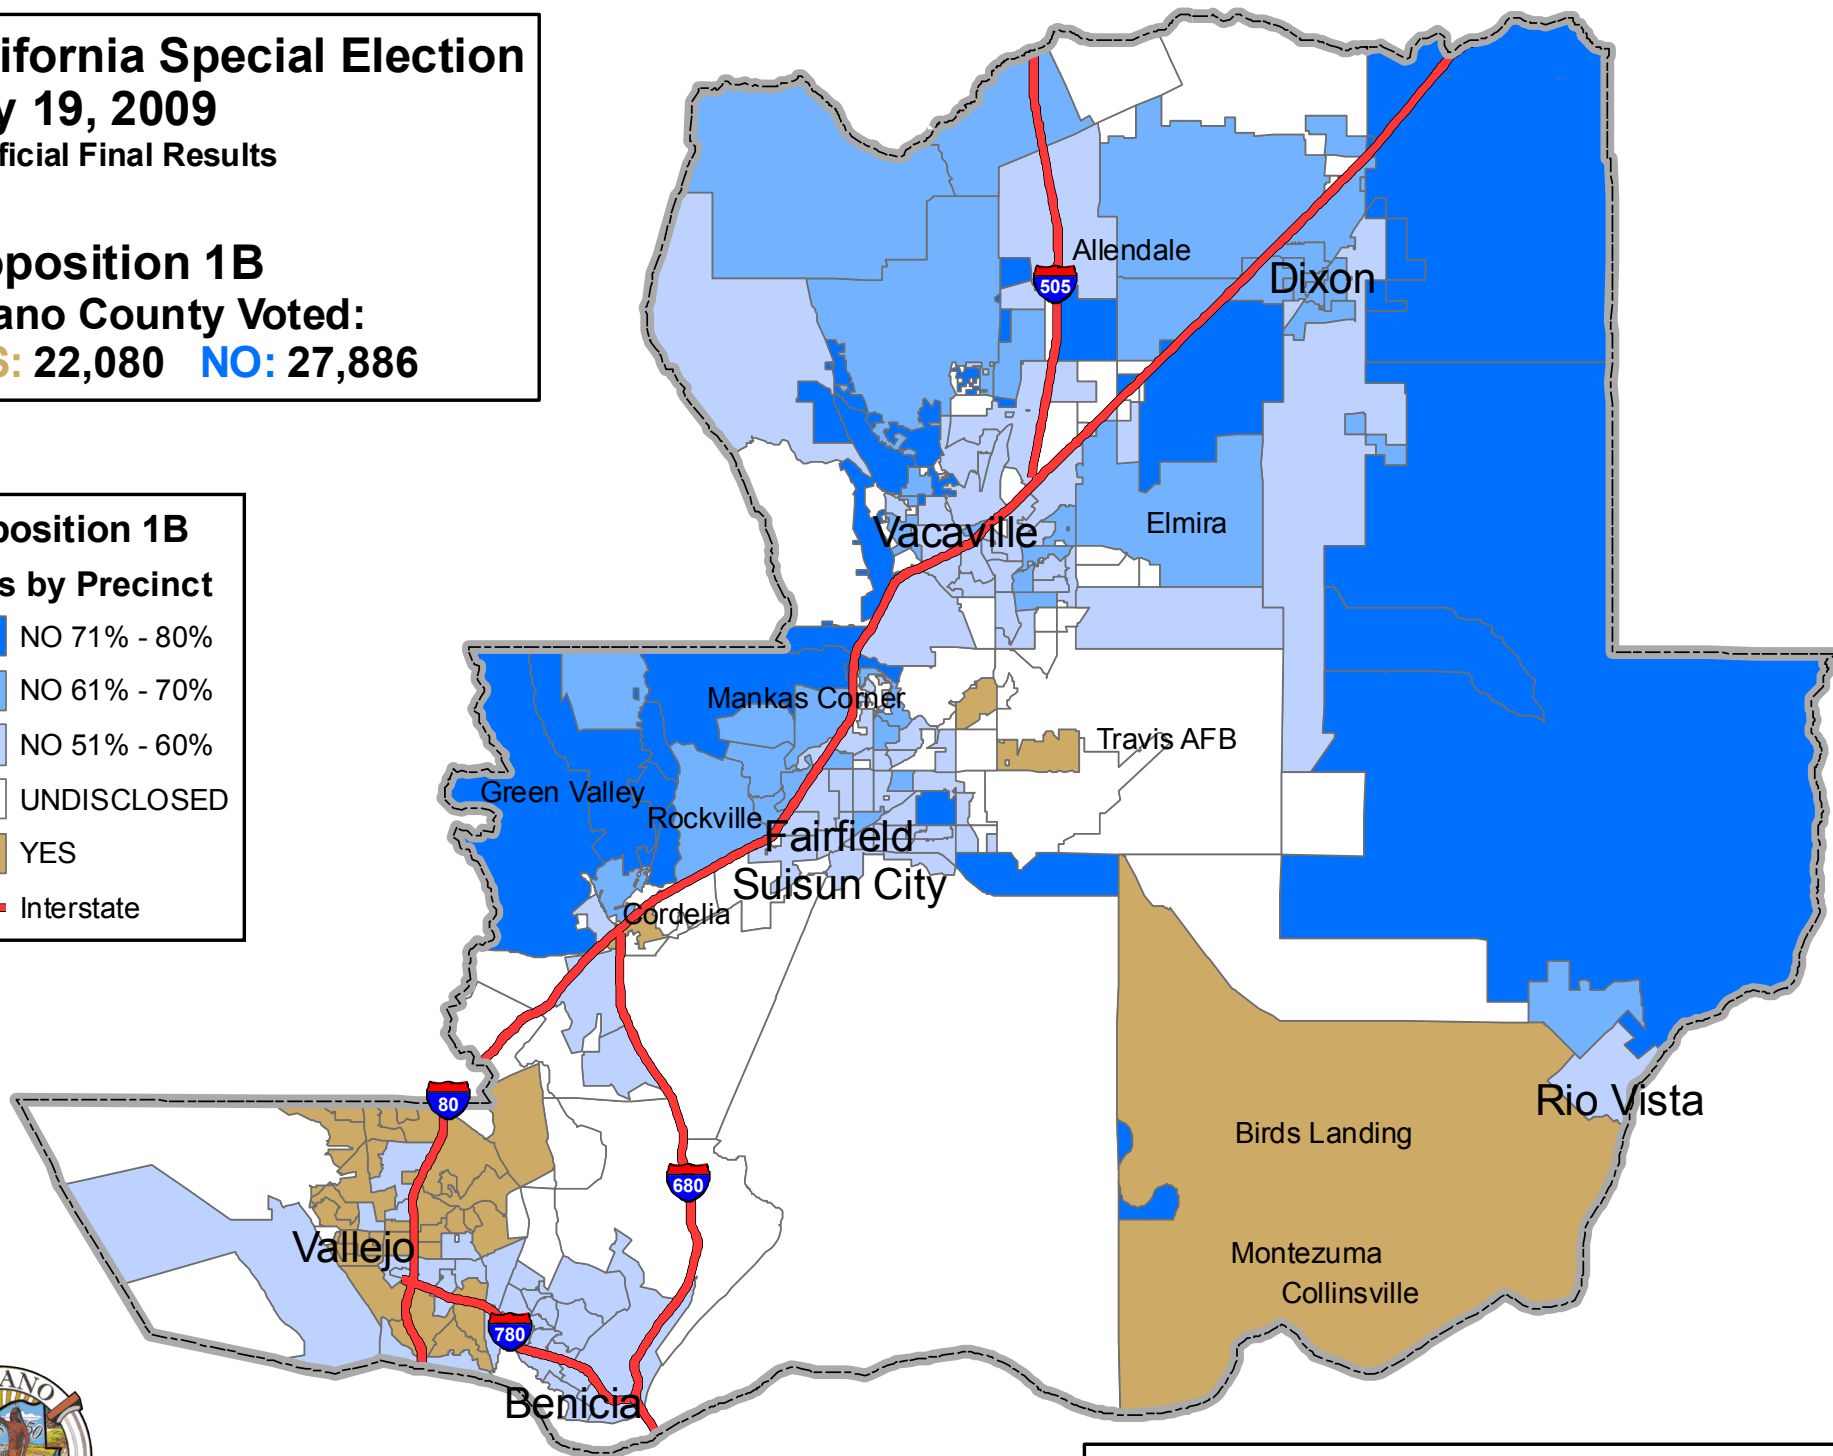 ifornia Special Election
y 19, 2009
ficial Final Results
position 1B
ano County Voted:
S: 22,080 NO: 27,886
position 1B
s by Precinct
NO 71% - 80%
NO 61% - 70%
NO 51% - 60%
UNDISCLOSED
YES
Interstate
Allendale
505
Dixon
Vacaville
Elmira
Mankas Corner
Travis AFB
Green Valley
Rockville
Fairfield
Suisun City
Cordelia
80
Rio Vista
Birds Landing
680
Vallejo
Montezuma
Collinsville
780
Benicia
ANO